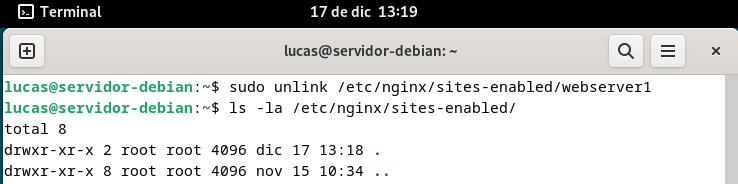 Terminal
17 de dic 13:19
lucas@servidor-debian: ~
lucas@servidor-debian:~$ sudo unlink /etc/nginx/sites-enabled/webserver1
lucas@servidor-debian:~$ ls -la /etc/nginx/sites-enabled/
total 8
drwxr-xr-x 2 root root 4096 dic 17 13:18 .
drwxr-xr-x 8 root root 4096 nov 15 10:34 ..